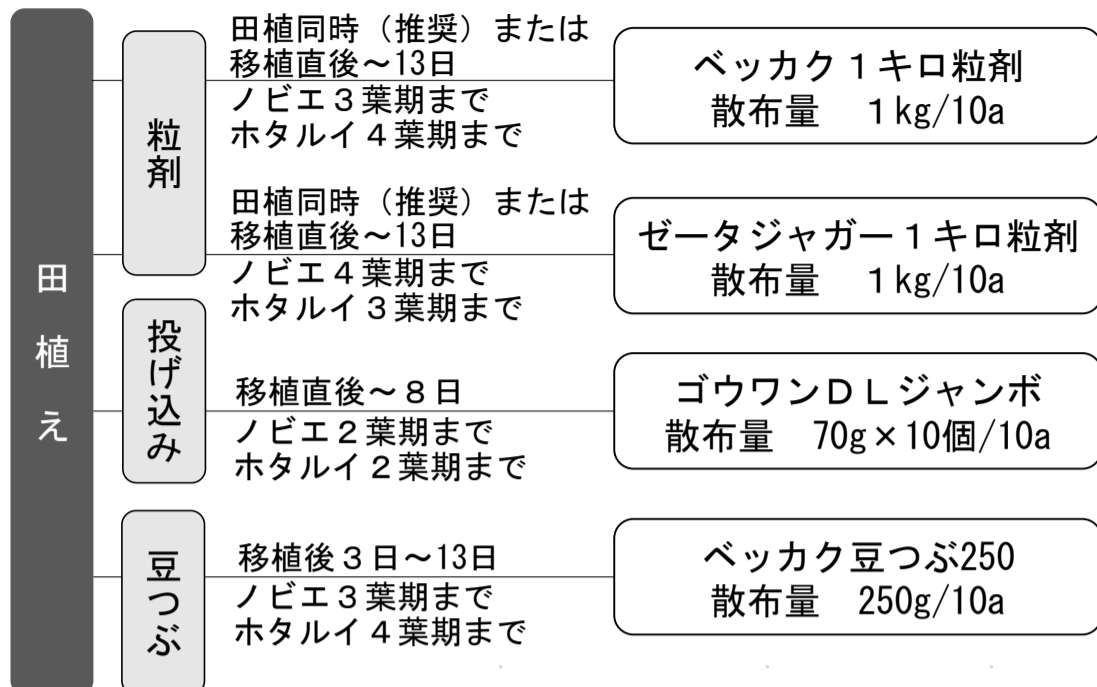 田植え
粒剤
田植同時（推奨）または
移植直後～13日
ノビエ３葉期まで
ホタルイ４葉期まで
ベッカク１キロ粒剤
散布量　１kg/10a
田植同時（推奨）または
移植直後～13日
ノビエ４葉期まで
ホタルイ３葉期まで
ゼータジャガー１キロ粒剤
散布量　１kg/10a
投げ込み
移植直後～８日
ノビエ２葉期まで
ホタルイ２葉期まで
ゴウワンＤＬジャンボ
散布量　70g×10個/10a
豆つぶ
移植後３日～13日
ノビエ３葉期まで
ホタルイ４葉期まで
ベッカク豆つぶ250
散布量　250g/10a